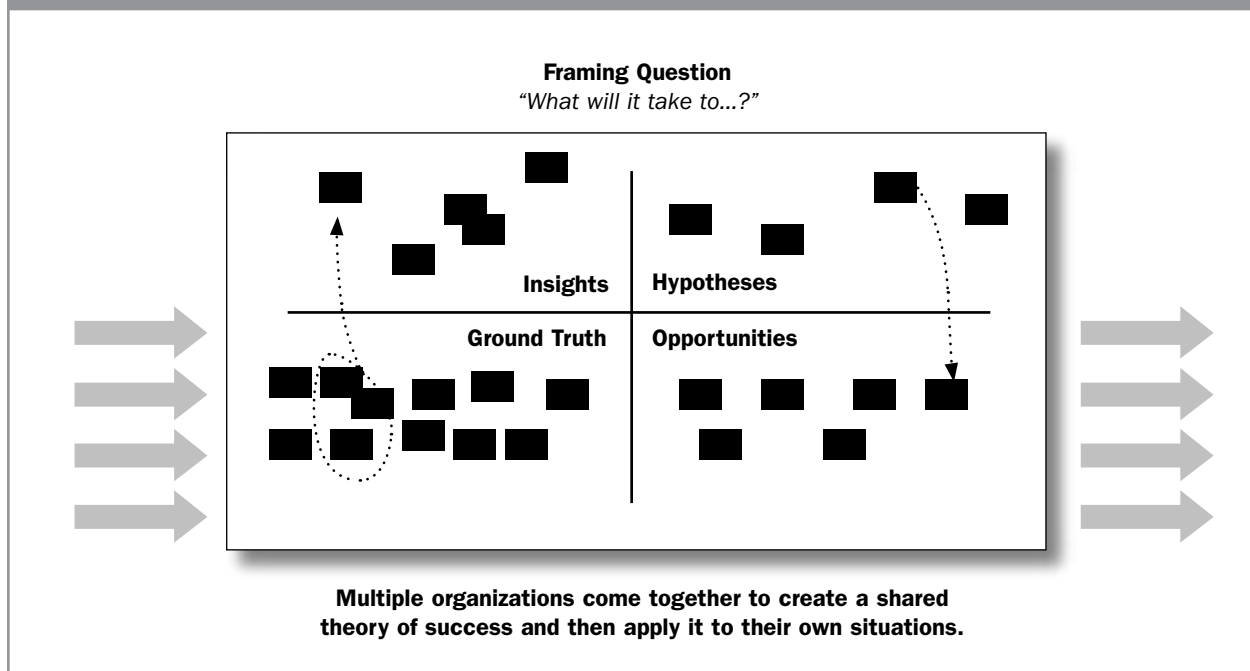 Framing Question
“What will it take to...?”
Insights
Hypotheses
Ground Truth
Opportunities
Multiple organizations come together to create a shared
theory of success and then apply it to their own situations.